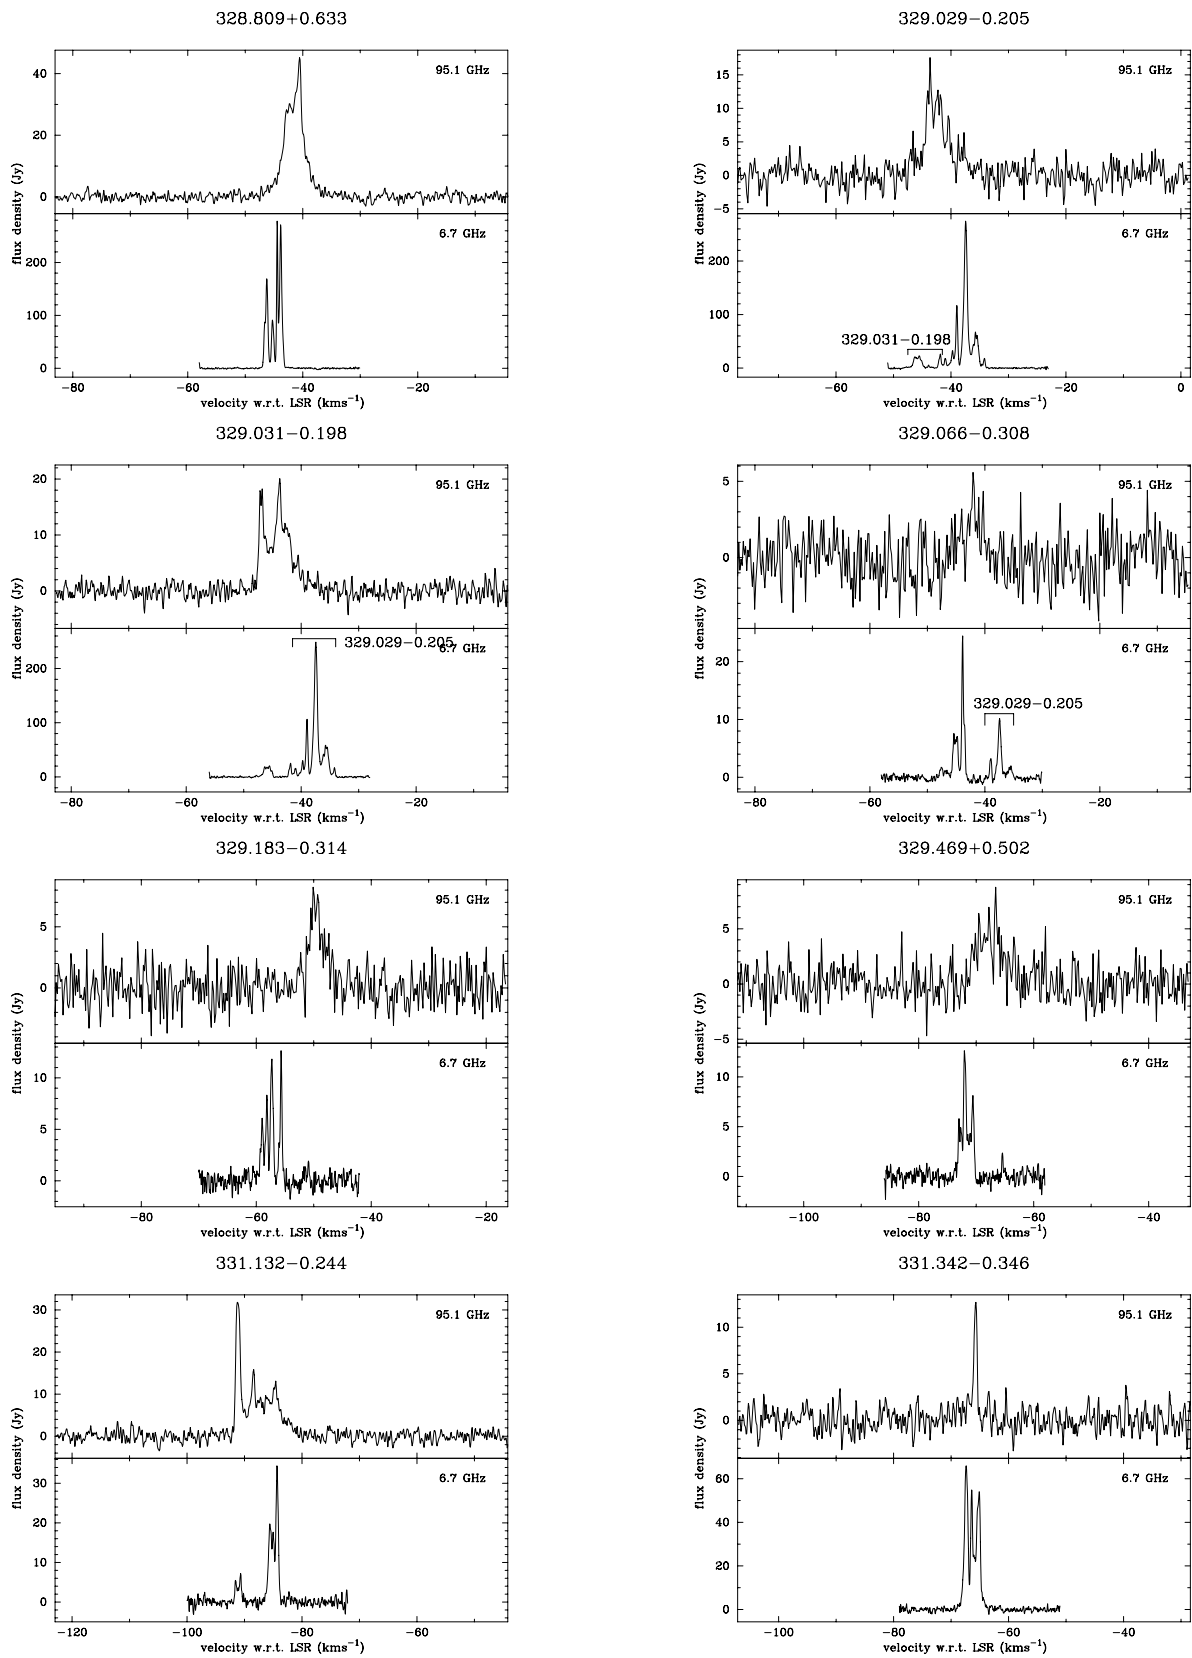 328.809+0.633
95.1 GHz
40
20
0
6.7 GHz
200
100
0
flux density (Jy)
−80 −60 −40 −20
velocity w.r.t. LSR (kms−1)
329.029−0.205
95.1 GHz
15
10
5
0
−5
6.7 GHz
200
100
0
329.031−0.198
flux density (Jy)
−60 −40 −20 0
velocity w.r.t. LSR (kms−1)
329.031−0.198
95.1 GHz
20
10
0
329.029−0.205
6.7 GHz
200
100
0
flux density (Jy)
−80 −60 −40 −20
velocity w.r.t. LSR (kms−1)
329.066−0.308
95.1 GHz
5
0
6.7 GHz
20
10
0
329.029−0.205
flux density (Jy)
−80 −60 −40 −20
velocity w.r.t. LSR (kms−1)
329.183−0.314
95.1 GHz
5
0
6.7 GHz
10
5
0
flux density (Jy)
−80 −60 −40 −20
velocity w.r.t. LSR (kms−1)
329.469+0.502
95.1 GHz
5
0
−5
6.7 GHz
10
5
0
flux density (Jy)
−100 −80 −60 −40
velocity w.r.t. LSR (kms−1)
331.132−0.244
95.1 GHz
30
20
10
0
6.7 GHz
30
20
10
0
flux density (Jy)
−120 −100 −80 −60
velocity w.r.t. LSR (kms−1)
331.342−0.346
95.1 GHz
10
5
0
6.7 GHz
60
40
20
0
flux density (Jy)
−100 −80 −60 −40
velocity w.r.t. LSR (kms−1)